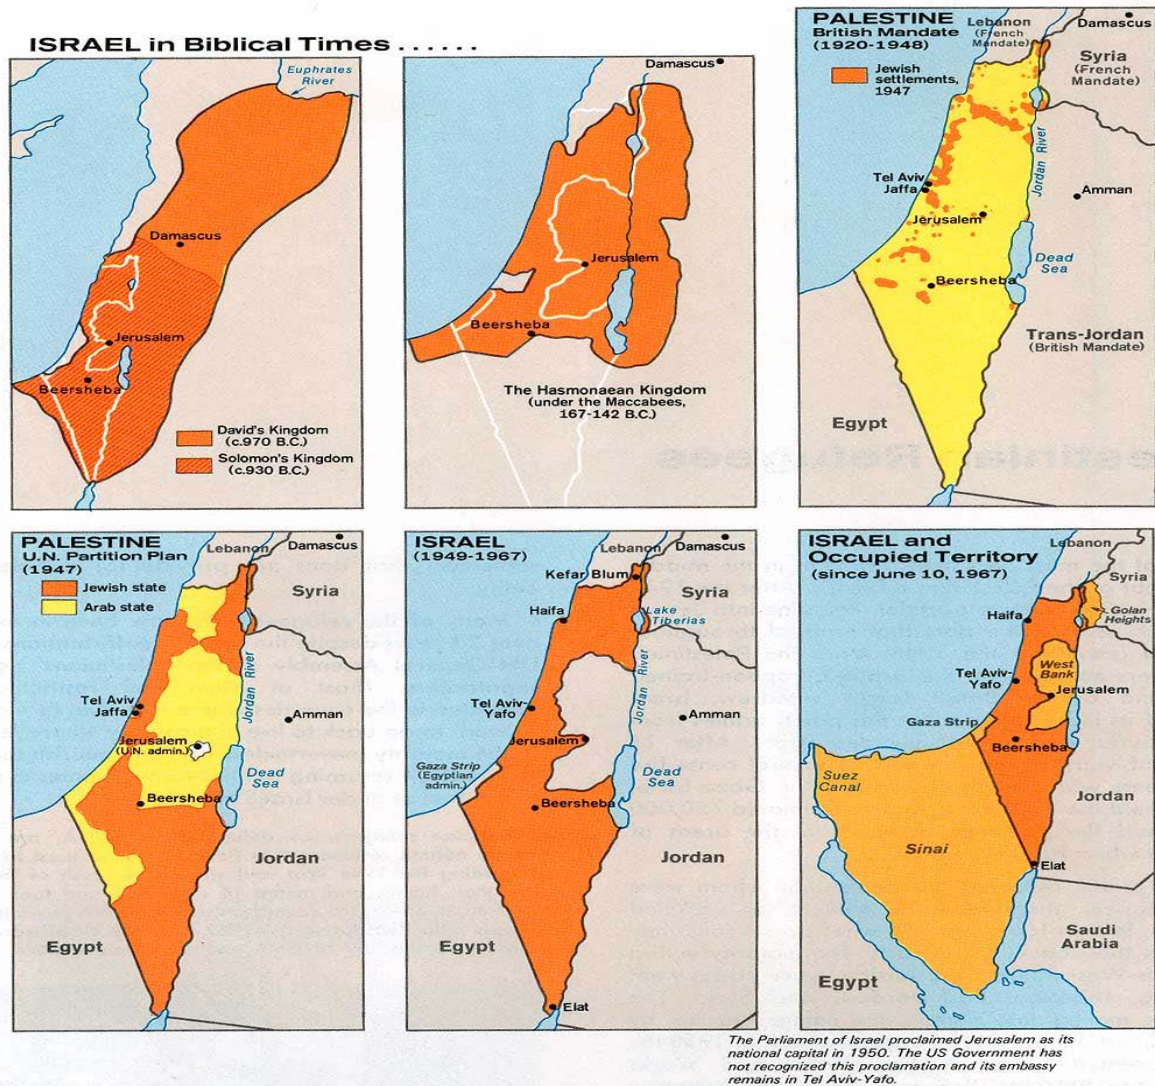 ISRAEL in Biblical Times . . . . . .
Euphrates
River
Damascus
Jerusalem
Beersheba
David's Kingdom
(c.970 B.C.)
Solomon's Kingdom
(c.930 B.C.)
Damascus
Jerusalem
Beersheba
The Hasmonaean Kingdom
(under the Maccabees,
167-142 B.C.)
PALESTINE
British Mandate
(1920-1948)
Jewish
settlements,
1947
Lebanon
(French
Mandate)
Damascus
Syria
(French
Mandate)
Tel Aviv
Jaffa
Jordan River
Amman
Jerusalem
Dead
Sea
Beersheba
Trans-Jordan
(British Mandate)
Egypt
PALESTINE
U.N. Partition Plan
(1947)
Jewish state
Arab state
Lebanon
Damascus
Syria
Jordan River
Tel Aviv
Jaffa
Amman
Jerusalem
(U.N. admin.)
Dead
Sea
Beersheba
Jordan
Egypt
ISRAEL
(1949-1967)
Lebanon
Damascus
Kefar Blum
Syria
Haifa
Lake
Tiberias
Jordan River
Tel Aviv-
Yafo
Amman
Jerusalem
Gaza Strip
(Egyptian
admin.)
Dead
Sea
Beersheba
Jordan
Egypt
Elat
ISRAEL and
Occupied Territory
(since June 10, 1967)
Lebanon
Syria
Golan
Heights
Haifa
West
Bank
Tel Aviv-
Yafo
Jerusalem
Gaza Strip
Beersheba
Suez
Canal
Jordan
Sinai
Elat
Saudi
Arabia
Egypt
The Parliament of Israel proclaimed Jerusalem as its
national capital in 1950. The US Government has
not recognized this proclamation and its embassy
remains in Tel Aviv-Yafo.